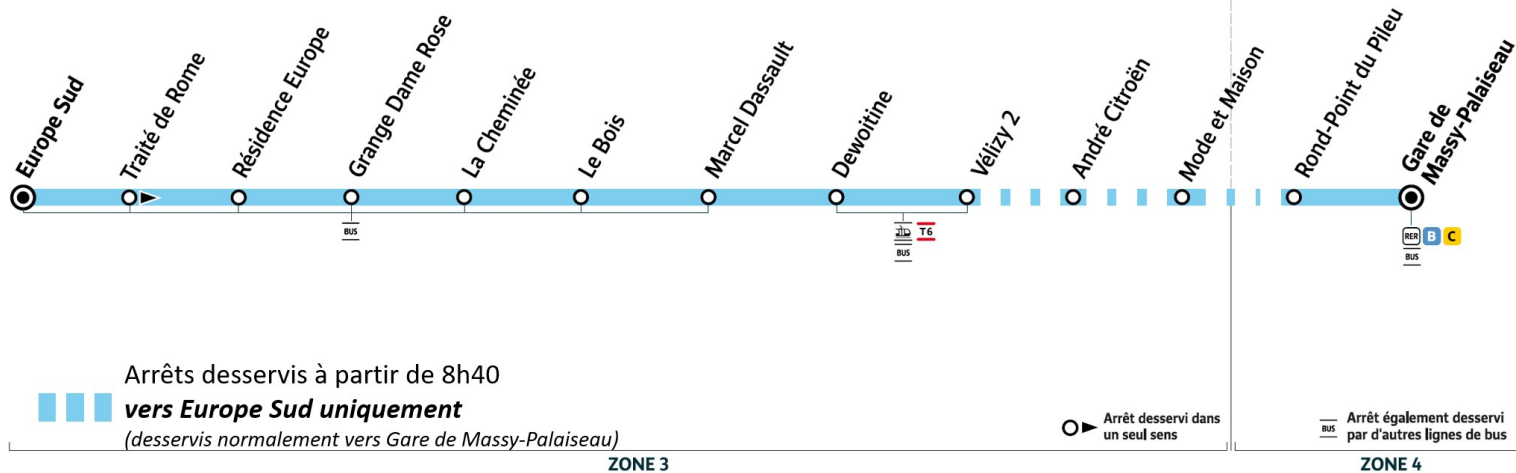 Europe Sud
Traité de Rome
Résidence Europe
Grange Dame Rose
La Cheminée
Le Bois
Marcel Dassault
Dewoitine
Vélizy 2
André Citroën
Mode et Maison
Rond-Point du Pileu
Gare de
Massy-Palaiseau
BUS
T6
BUS
RER B C
BUS
Arrêts desservis à partir de 8h40
vers Europe Sud uniquement
(desservis normalement vers Gare de Massy-Palaiseau)
Arrêt desservi dans
un seul sens
BUS
Arrêt également desservi
par d'autres lignes de bus
ZONE 3
ZONE 4